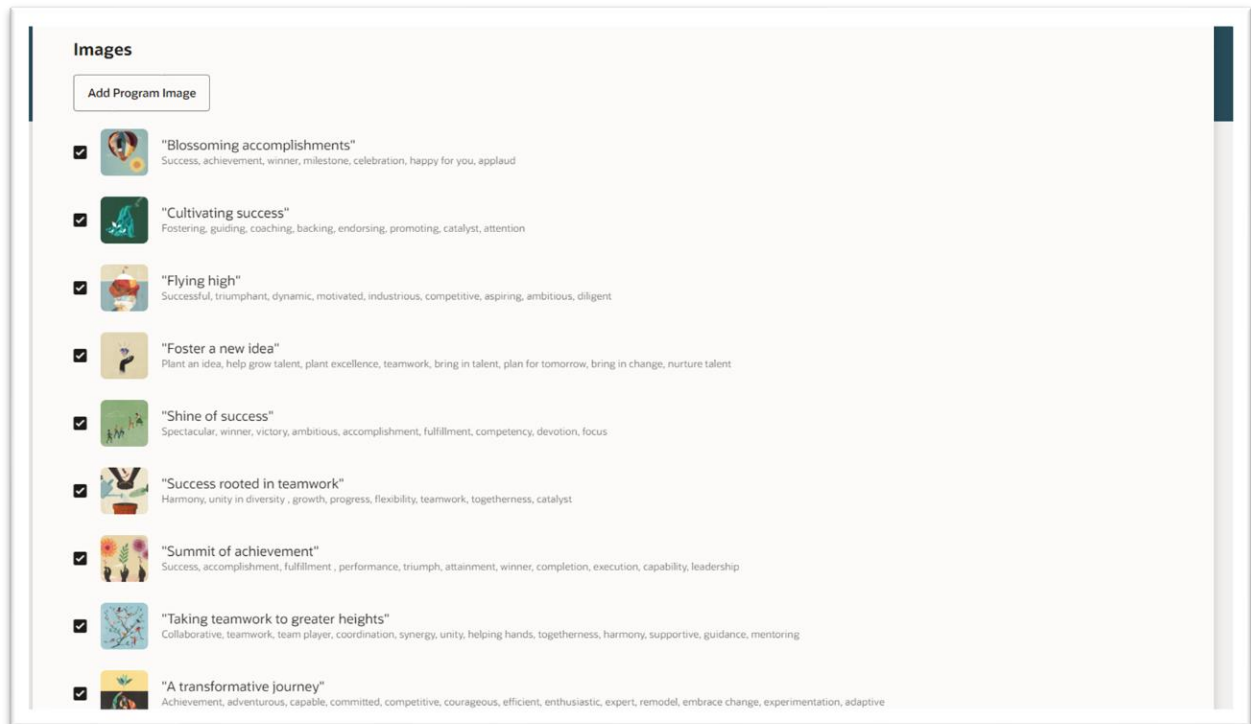 Images
Add Program Image
"Blossoming accomplishments"
Success, achievement, winner, milestone, celebration, happy for you, applaud
"Cultivating success"
Fostering, guiding, coaching, backing, endorsing, promoting, catalyst, attention
"Flying high"
Successful, triumphant, dynamic, motivated, industrious, competitive, aspiring, ambitious, diligent
"Foster a new idea"
Plant an idea, help grow talent, plant excellence, teamwork, bring in talent, plan for tomorrow, bring in change, nurture talent
"Shine of success"
Spectacular, winner, victory, ambitious, accomplishment, fulfillment, competency, devotion, focus
"Success rooted in teamwork"
Harmony, unity in diversity , growth, progress, flexibility, teamwork, togetherness, catalyst
"Summit of achievement"
Success, accomplishment, fulfillment , performance, triumph, attainment, winner, completion, execution, capability, leadership
"Taking teamwork to greater heights"
Collaborative, teamwork, team player, coordination, synergy, unity, helping hands, togetherness, harmony, supportive, guidance, mentoring
"A transformative journey"
Achievement, adventurous, capable, committed, competitive, courageous, efficient, enthusiastic, expert, remodel, embrace change, experimentation, adaptive